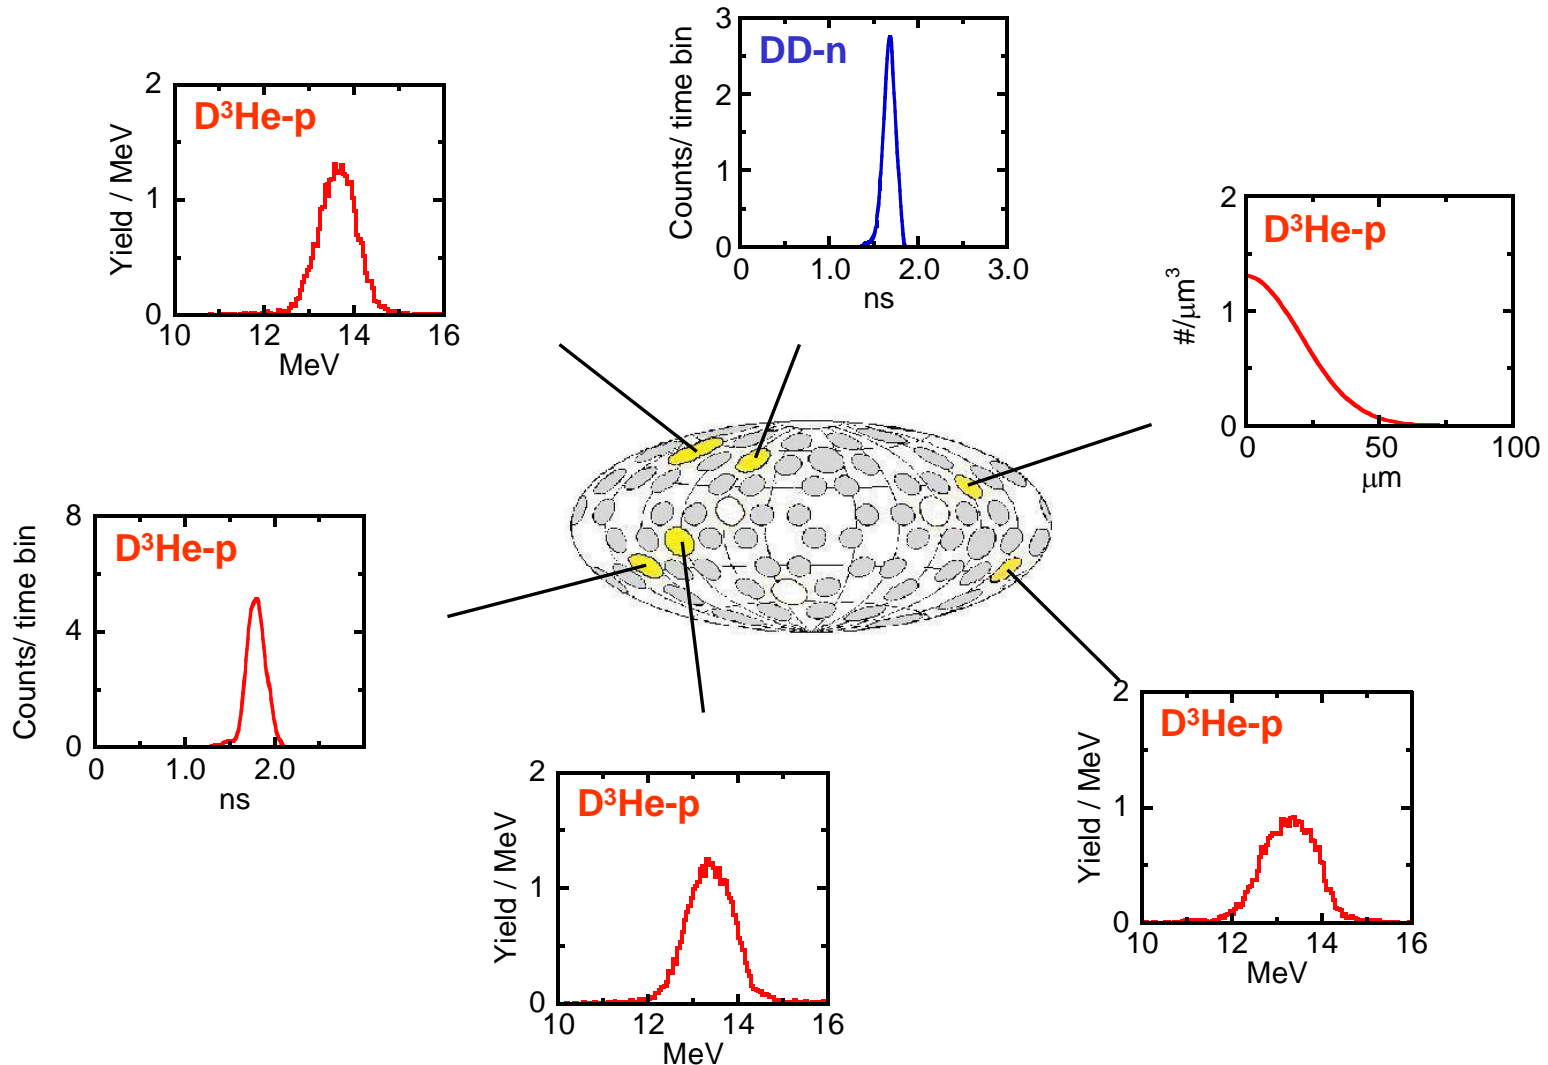 3
DD-n
2
1
0
Counts/ time bin
0 1.0 2.0 3.0
ns
2
D³He-p
1
0
Yield / MeV
10 12 14 16
MeV
2
D³He-p
1
0
#/μm³
0 50 100
μm
8
D³He-p
4
0
Counts/ time bin
0 1.0 2.0
ns
2
D³He-p
1
0
Yield / MeV
10 12 14 16
MeV
2
D³He-p
1
0
Yield / MeV
10 12 14 16
MeV